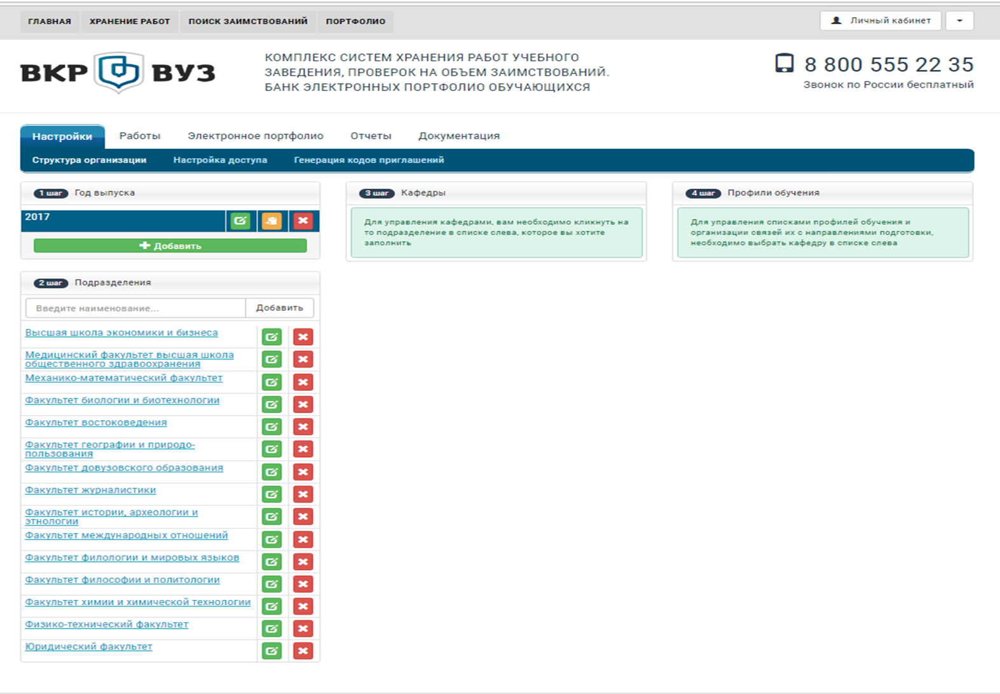 ГЛАВНАЯ ХРАНЕНИЕ РАБОТ ПОИСК ЗАИМСТВОВАНИЙ ПОРТФОЛИО
Личный кабинет
ВКР ВУЗ
КОМПЛЕКС СИСТЕМ ХРАНЕНИЯ РАБОТ УЧЕБНОГО
ЗАВЕДЕНИЯ, ПРОВЕРОК НА ОБЪЕМ ЗАИМСТВОВАНИЙ.
БАНК ЭЛЕКТРОННЫХ ПОРТФОЛИО ОБУЧАЮЩИХСЯ
8 800 555 22 35
Звонок по России бесплатный
Настройки Работы Электронное портфолио Отчеты Документация
Структура организации Настройка доступа Генерация кодов приглашений
1 шаг Год выпуска
2017
Добавить
2 шаг Подразделения
Введите наименование... Добавить
Высшая школа экономики и бизнеса
Медицинский факультет высшая школа
общественного здравоохранения
Механико-математический факультет
Факультет биологии и биотехнологии
Факультет востоковедения
Факультет географии и природо-
пользования
Факультет довузовского образования
Факультет журналистики
Факультет истории, археологии и
этнологии
Факультет международных отношений
Факультет филологии и мировых языков
Факультет философии и политологии
Факультет химии и химической технологии
Физико-технический факультет
Юридический факультет
3 шаг Кафедры
Для управления кафедрами, вам необходимо кликнуть на
то подразделение в списке слева, которое вы хотите
заполнить
4 шаг Профили обучения
Для управления списками профилей обучения и
организации связей их с направлениями подготовки,
необходимо выбрать кафедру в списке слева